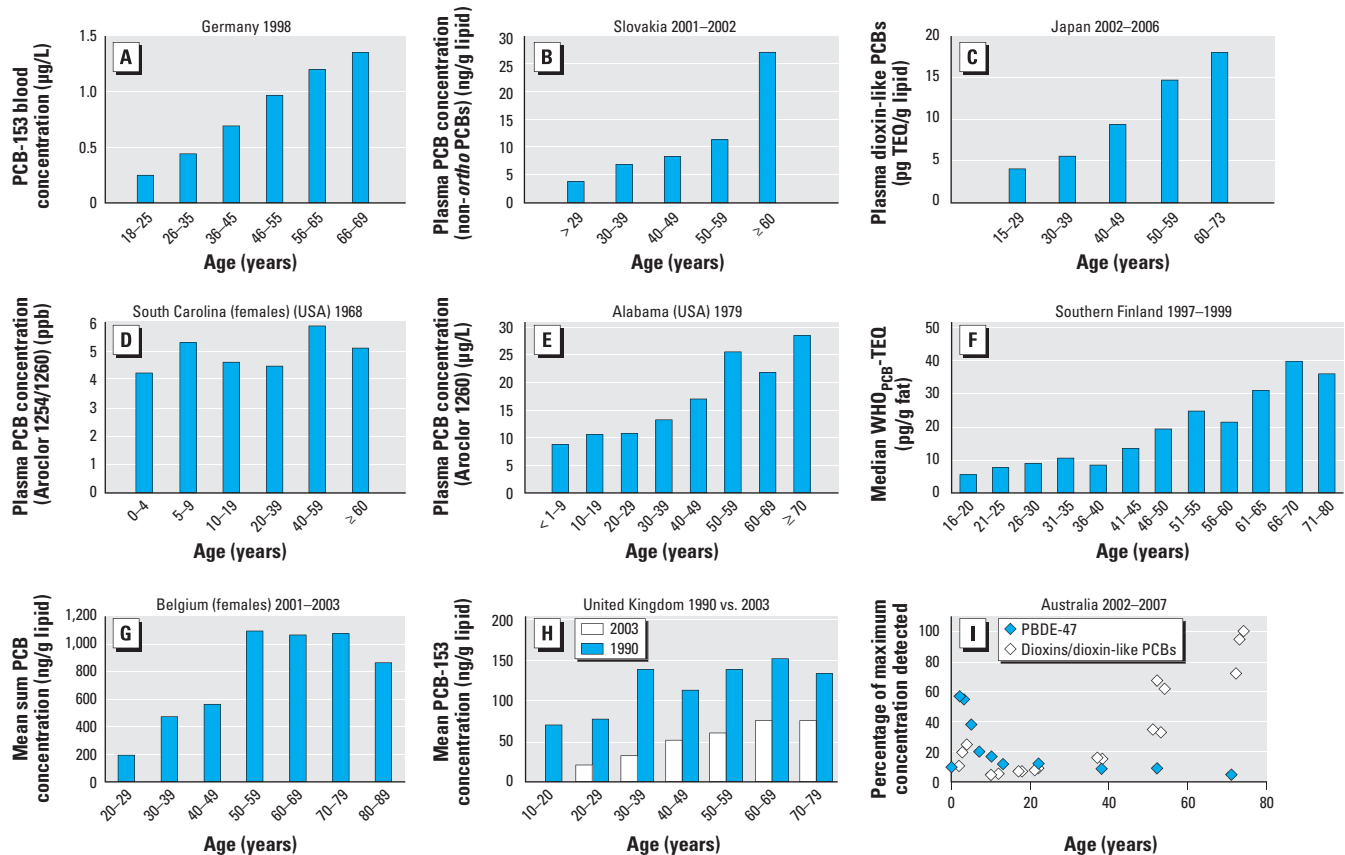 Germany 1998
A
PCB-153 blood
concentration (µg/L)
1.5
1.0
0.5
0
18–25
26–35
36–45
46–55
56–65
66–69
Age (years)
Slovakia 2001–2002
B
Plasma PCB concentration
(non-ortho PCBs) (ng/g lipid)
30
25
20
15
10
5
0
> 29
30–39
40–49
50–59
≥ 60
Age (years)
Japan 2002–2006
C
Plasma dioxin-like PCBs
(pg TEQ/g lipid)
20
15
10
5
0
15–29
30–39
40–49
50–59
60–73
Age (years)
South Carolina (females) (USA) 1968
D
Plasma PCB concentration
(Aroclor 1254/1260) (ppb)
6
5
4
3
2
1
0
0–4
5–9
10–19
20–39
40–59
≥ 60
Age (years)
Alabama (USA) 1979
E
Plasma PCB concentration
(Aroclor 1260) (µg/L)
30
25
20
15
10
5
0
< 1–9
10–19
20–29
30–39
40–49
50–59
60–69
≥ 70
Age (years)
Southern Finland 1997–1999
F
Median WHOPCB-TEQ
(pg/g fat)
50
40
30
20
10
0
16–20
21–25
26–30
31–35
36–40
41–45
46–50
51–55
56–60
61–65
66–70
71–80
Age (years)
Belgium (females) 2001–2003
G
Mean sum PCB
concentration (ng/g lipid)
1,200
1,000
800
600
400
200
0
20–29
30–39
40–49
50–59
60–69
70–79
80–89
Age (years)
United Kingdom 1990 vs. 2003
H
2003
1990
Mean PCB-153
concentration (ng/g lipid)
200
150
100
50
0
10–20
20–29
30–39
40–49
50–59
60–69
70–79
Age (years)
Australia 2002–2007
I
PBDE-47
Dioxins/dioxin-like PCBs
Percentage of maximum
concentration detected
100
80
60
40
20
0
0
20
40
60
80
Age (years)